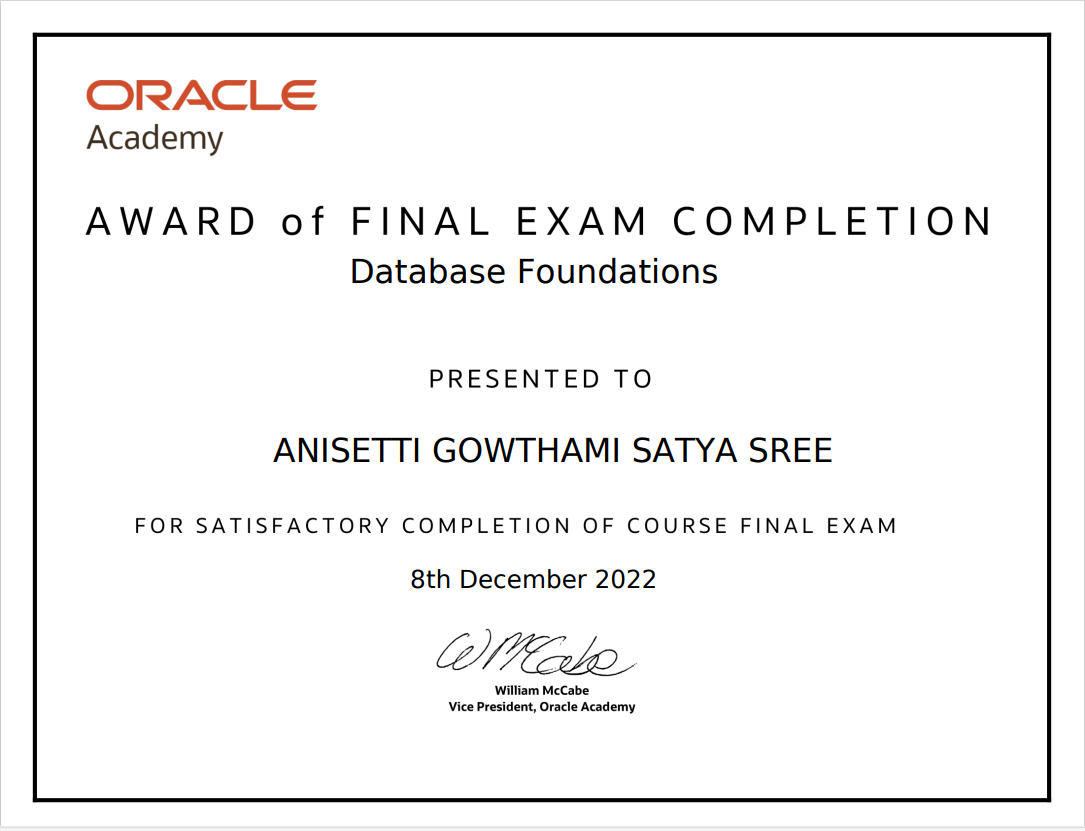 ORACLE
Academy
AWARD of FINAL EXAM COMPLETION
Database Foundations
PRESENTED TO
ANISETTI GOWTHAMI SATYA SREE
FOR SATISFACTORY COMPLETION OF COURSE FINAL EXAM
8th December 2022
W McCabe
William McCabe
Vice President, Oracle Academy